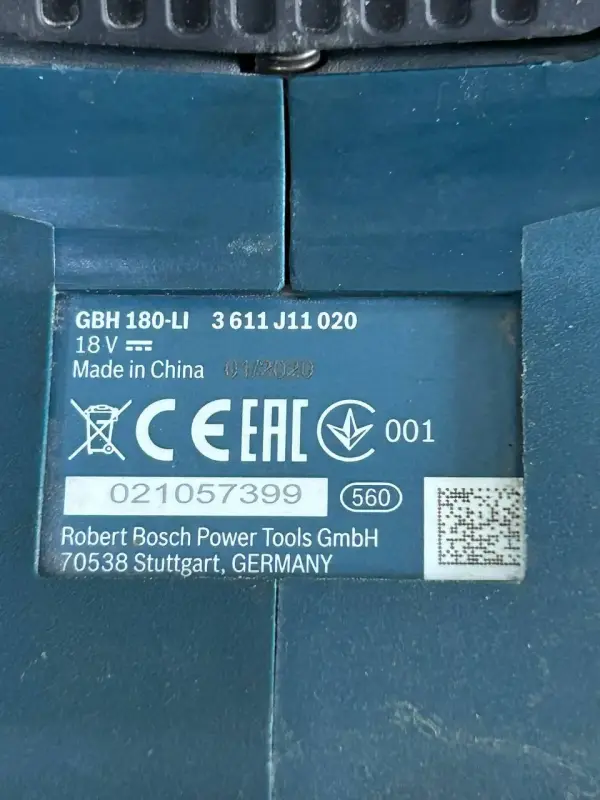 GBH 180-LI 3 611 J11 020
18 V
Made in China 01/2020
CE EAC 001
021057399 560
Robert Bosch Power Tools GmbH
70538 Stuttgart, GERMANY